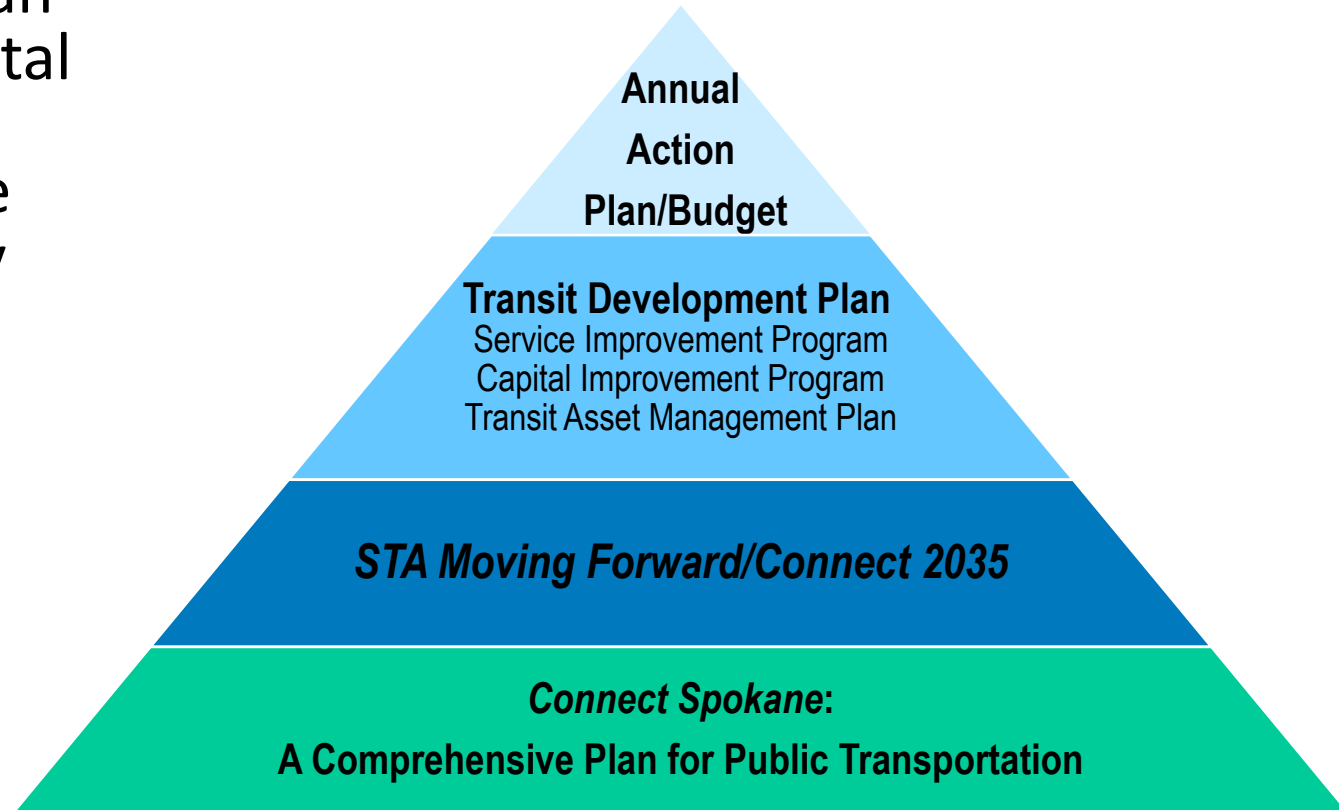 Annual
Action
Plan/Budget
Transit Development Plan
Service Improvement Program
Capital Improvement Program
Transit Asset Management Plan
STA Moving Forward/Connect 2035
Connect Spokane:
A Comprehensive Plan for Public Transportation